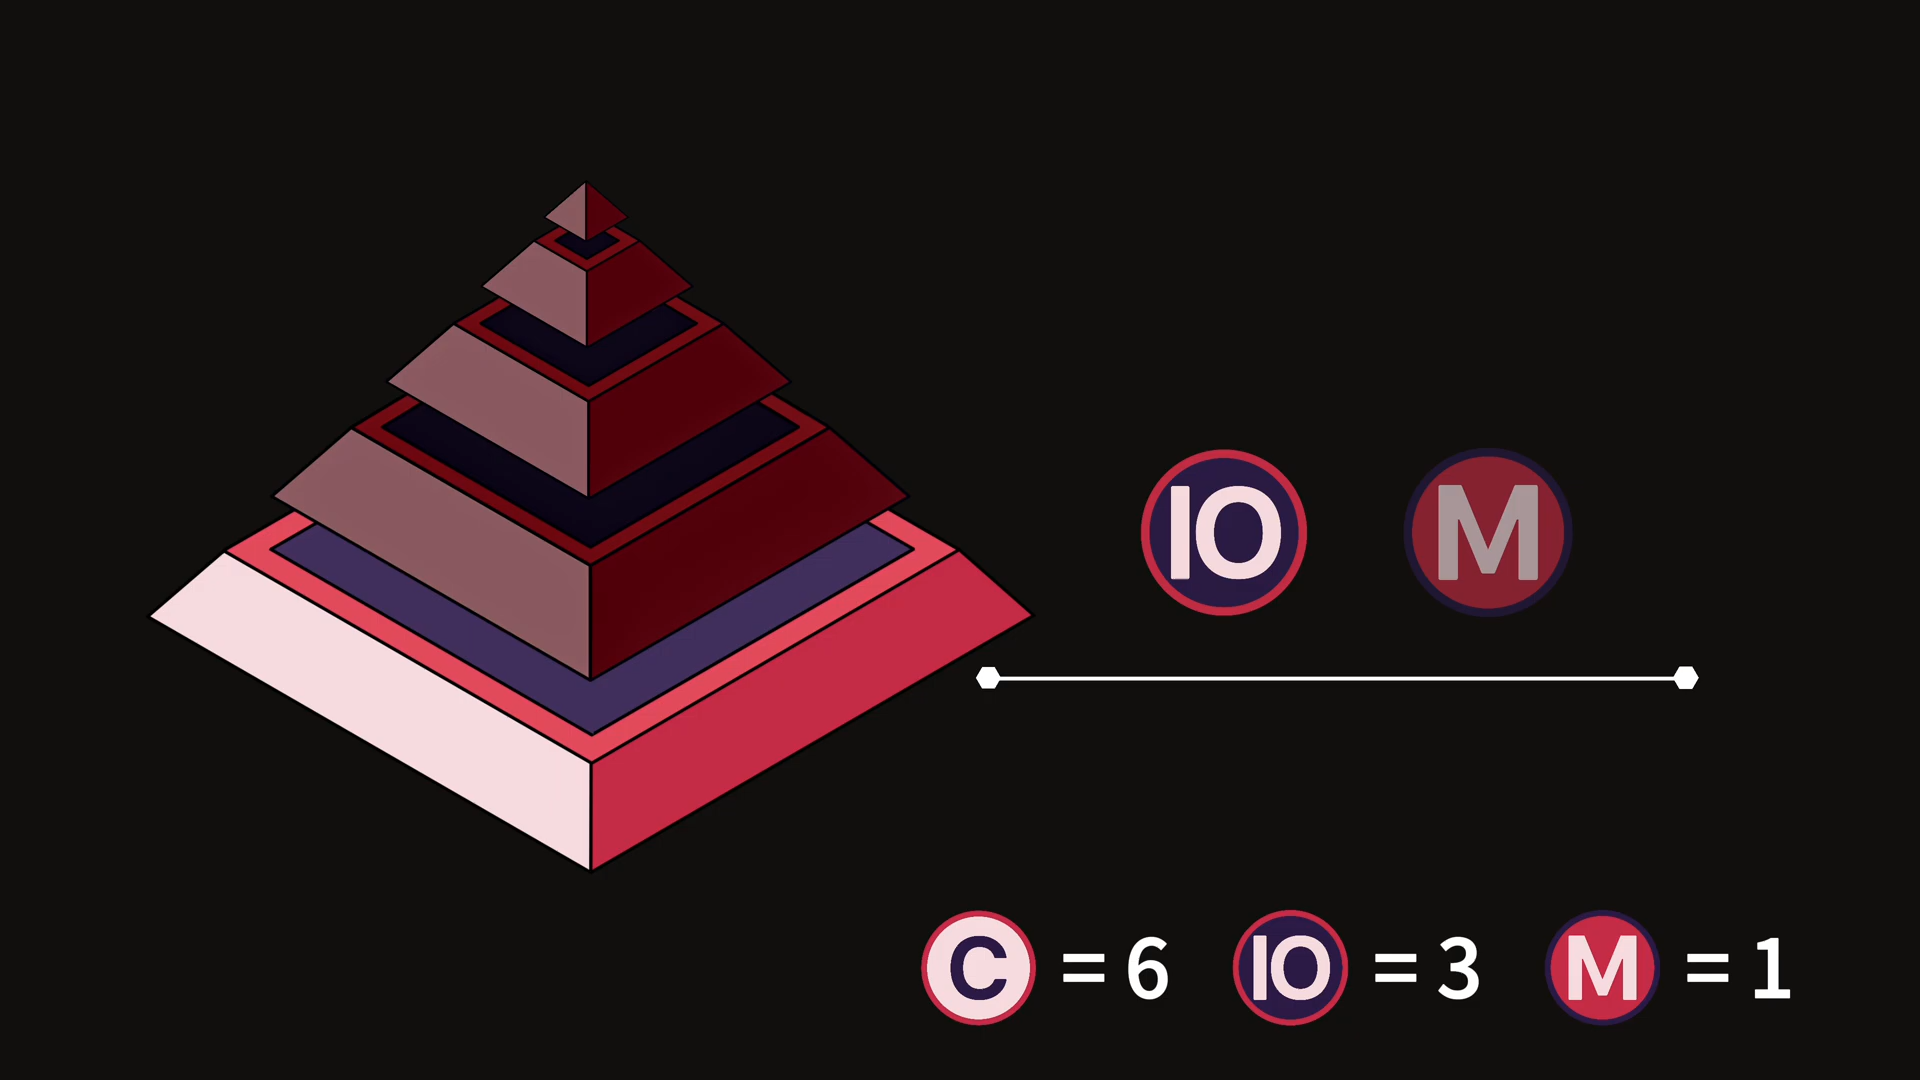 IO M
C = 6 IO = 3 M = 1